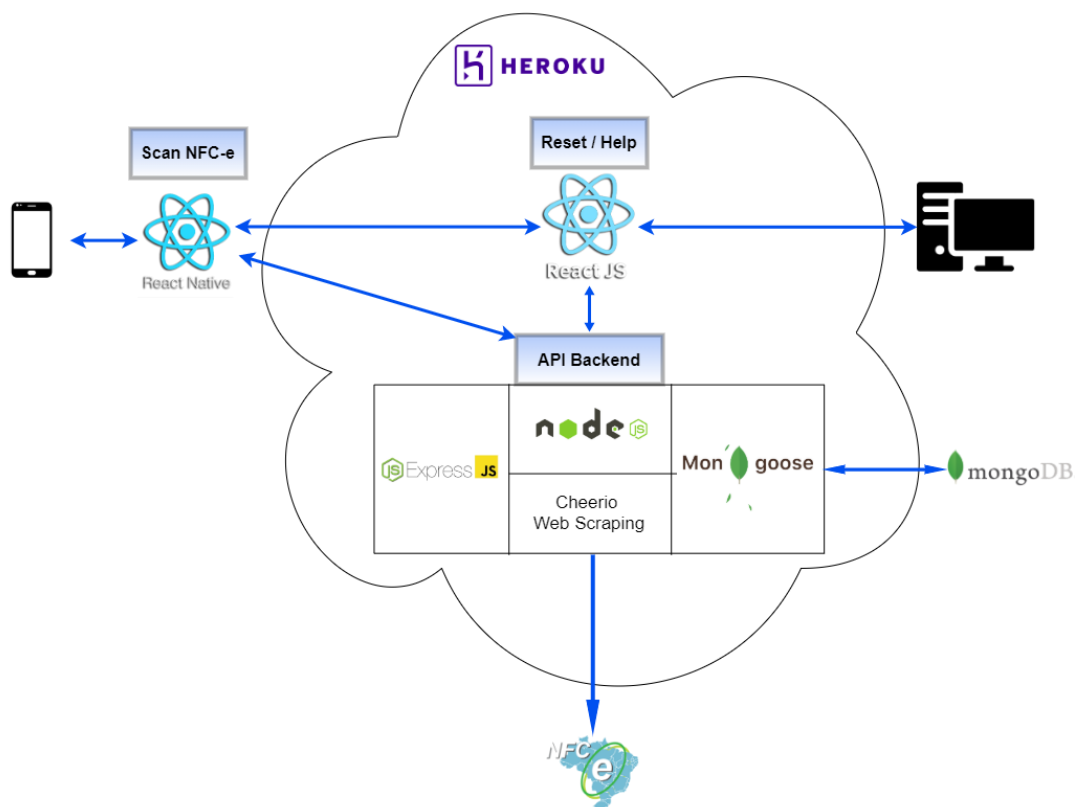 HEROKU
Scan NFC-e
Reset / Help
React Native
React JS
API Backend
node JS
JS Express JS
Mon goose
mongoDB
Cheerio
Web Scraping
NFC
e